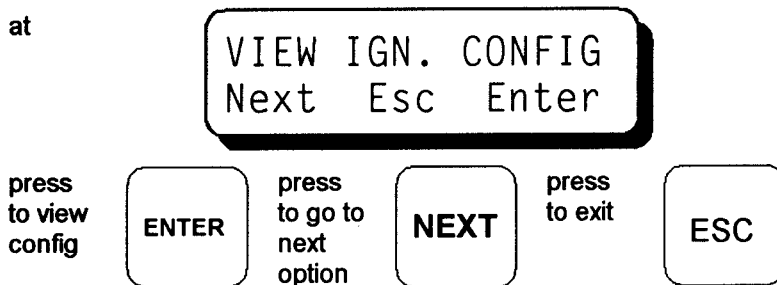 at
VIEW IGN. CONFIG
Next Esc Enter
press
to view
config
ENTER
press
to go to
next
option
NEXT
press
to exit
ESC